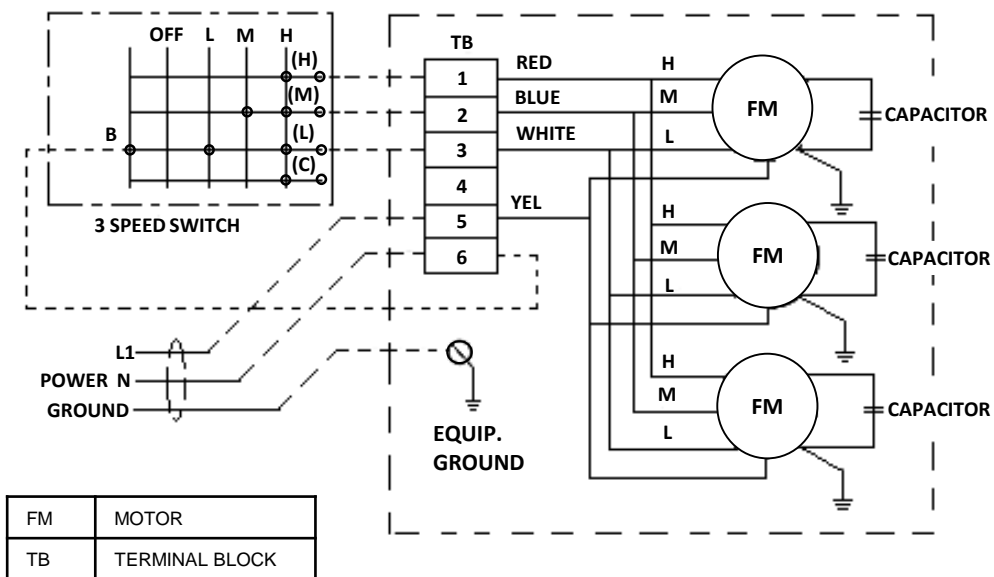 OFF L M H
(H)
(M)
B
(L)
(C)
3 SPEED SWITCH
TB
1
2
3
4
5
6
RED
BLUE
WHITE
YEL
H
M
L
FM
CAPACITOR
H
M
L
FM
CAPACITOR
H
M
L
FM
CAPACITOR
L1
POWER N
GROUND
EQUIP.
GROUND
FM MOTOR
TB TERMINAL BLOCK